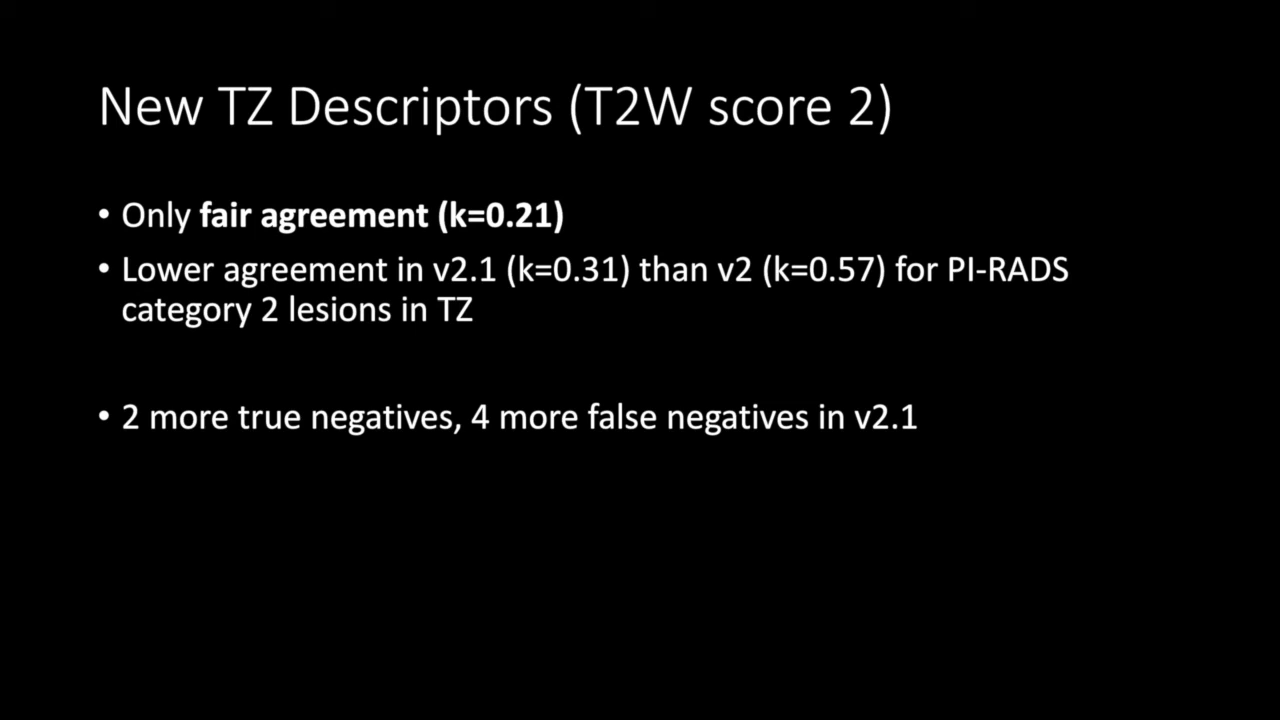 New TZ Descriptors (T2W score 2)
• Only fair agreement (k=0.21)
• Lower agreement in v2.1 (k=0.31) than v2 (k=0.57) for PI-RADS
category 2 lesions in TZ
• 2 more true negatives, 4 more false negatives in v2.1